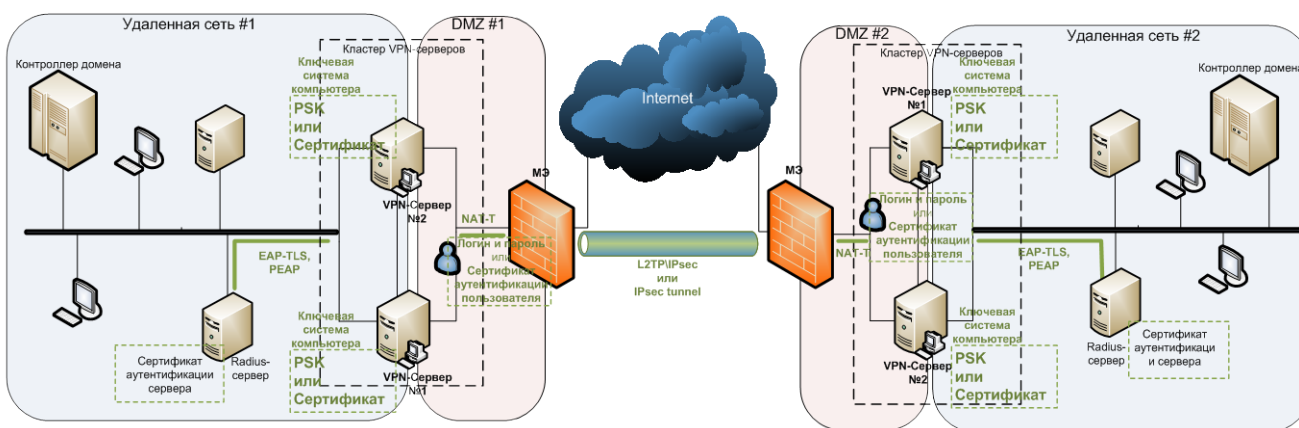 Удаленная сеть #1
DMZ #1
Кластер VPN-серверов
Контроллер домена
Ключевая
система
компьютера
PSK
или
Сертификат
VPN-Сервер
№2
МЭ
NAT-T
Логин и пароль
или
Сертификат
аутентификации
пользователя
EAP-TLS,
PEAP
Ключевая
система
компьютера
PSK
или
Сертификат
VPN-Сервер
№1
Сертификат
аутентификации
сервера
Radius-
сервер
Internet
L2TP\IPsec
или
IPsec tunnel
DMZ #2
Удаленная сеть #2
Кластер VPN-серверов
Контроллер домена
VPN-Сервер
№1
Ключевая
система
компьютера
PSK
или
Сертификат
МЭ
NAT-T
Логин и пароль
или
Сертификат
аутентификации
пользователя
EAP-TLS,
PEAP
Ключевая
система
компьютера
PSK
или
Сертификат
VPN-Сервер
№2
Radius-
сервер
Сертификат
аутентификаци
и сервера